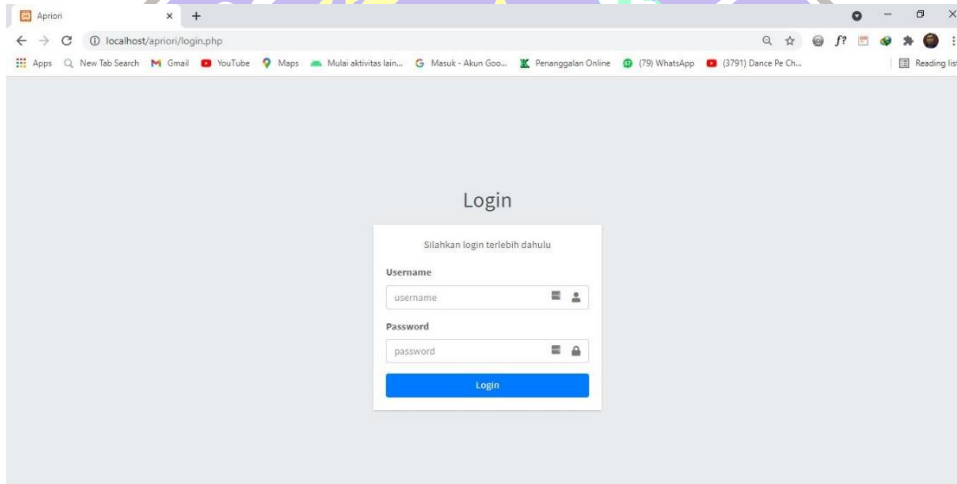 Apriori
localhost/apriori/login.php
f?
Apps New Tab Search Gmail YouTube Maps Mulai aktivitas lain... Masuk - Akun Goo... Penanggalan Online (79) WhatsApp (3791) Dance Pe Ch... Reading list
Login
Silahkan login terlebih dahulu
Username
username
Password
password
Login